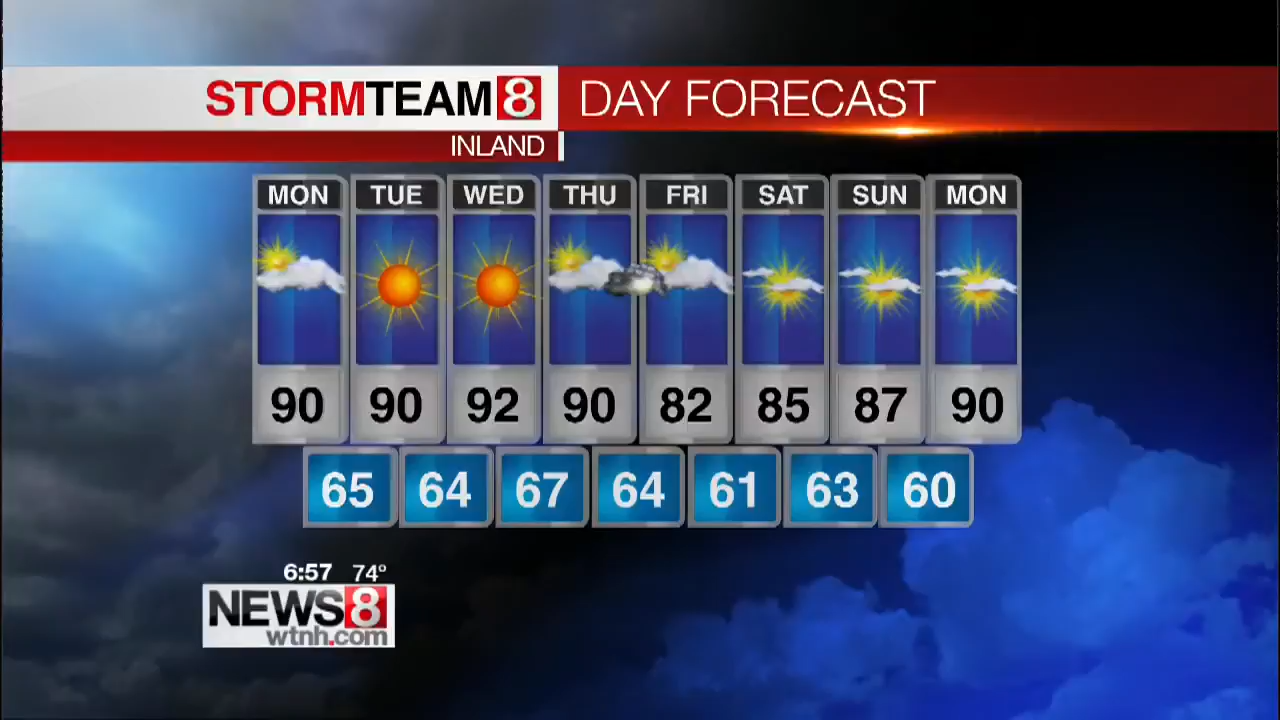 STORMTEAM8 DAY FORECAST
INLAND
MON TUE WED THU FRI SAT SUN MON
90 90 92 90 82 85 87 90
65 64 67 64 61 63 60
6:57 74°
NEWS8
wtnh.com